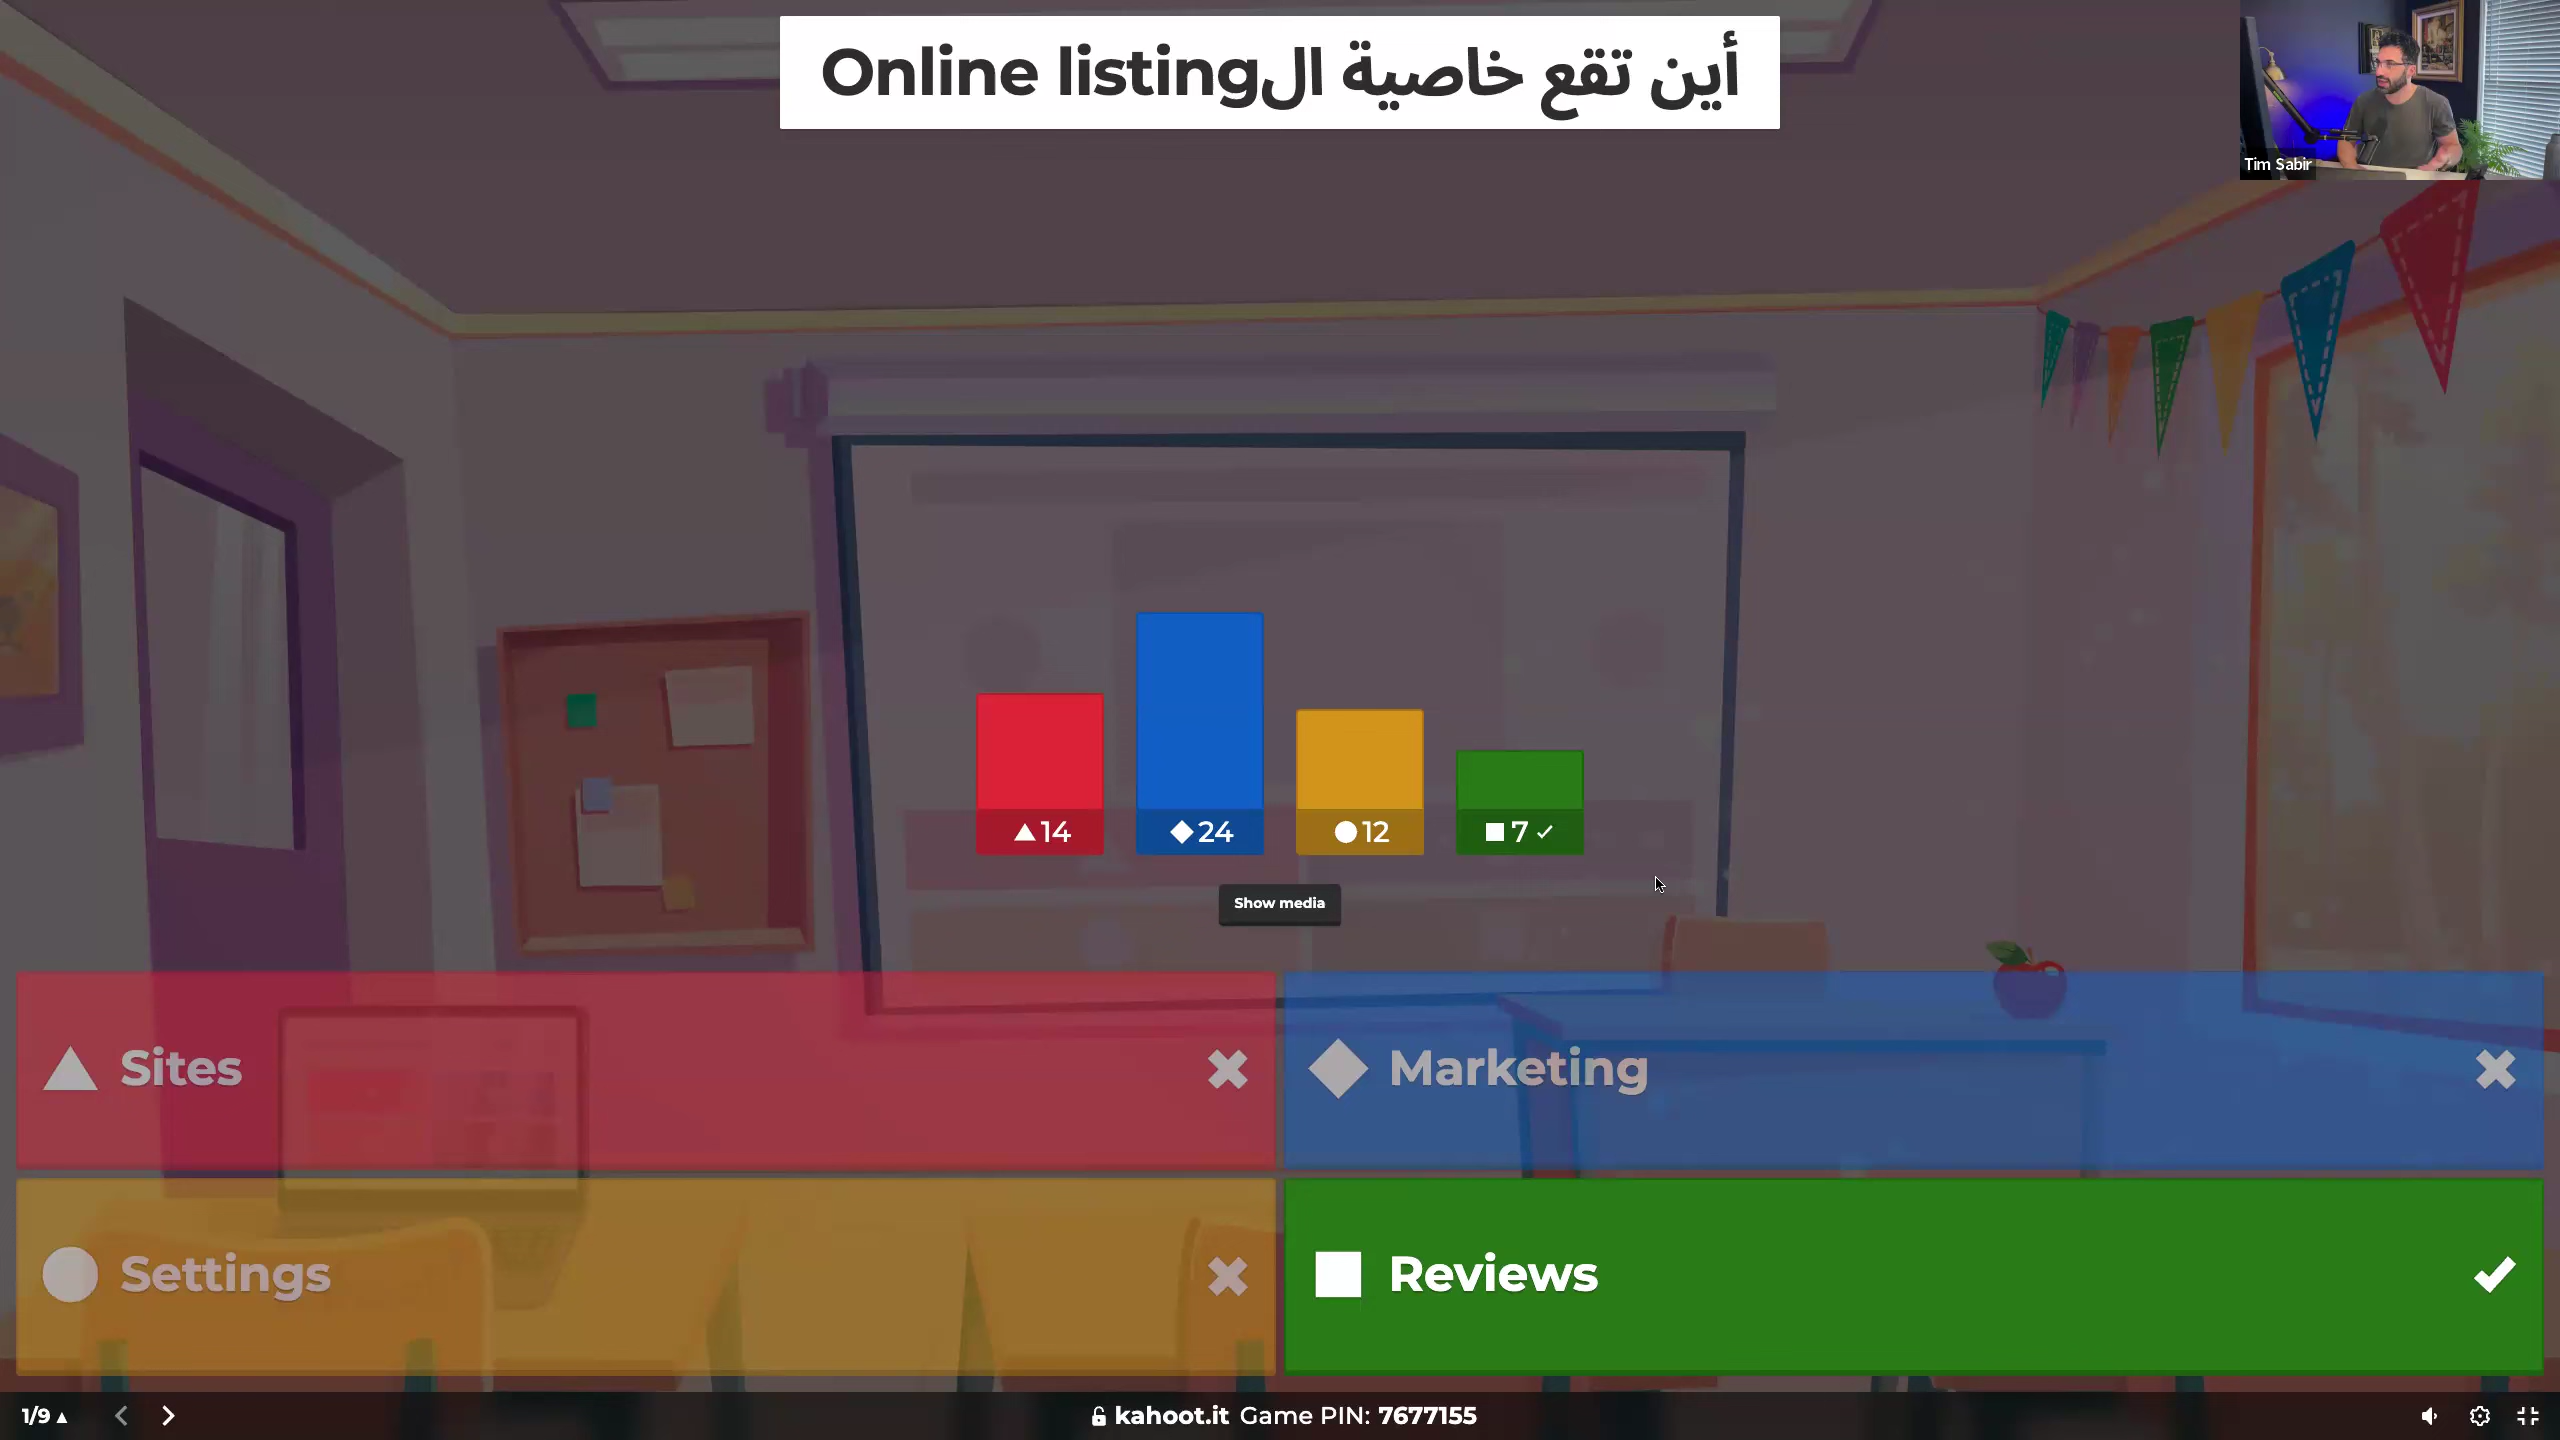 أين تقع خاصية الOnline listing
Tim Sabir
14
24
12
7
Show media
Sites
Marketing
Settings
Reviews
1/9
kahoot.it Game PIN: 7677155